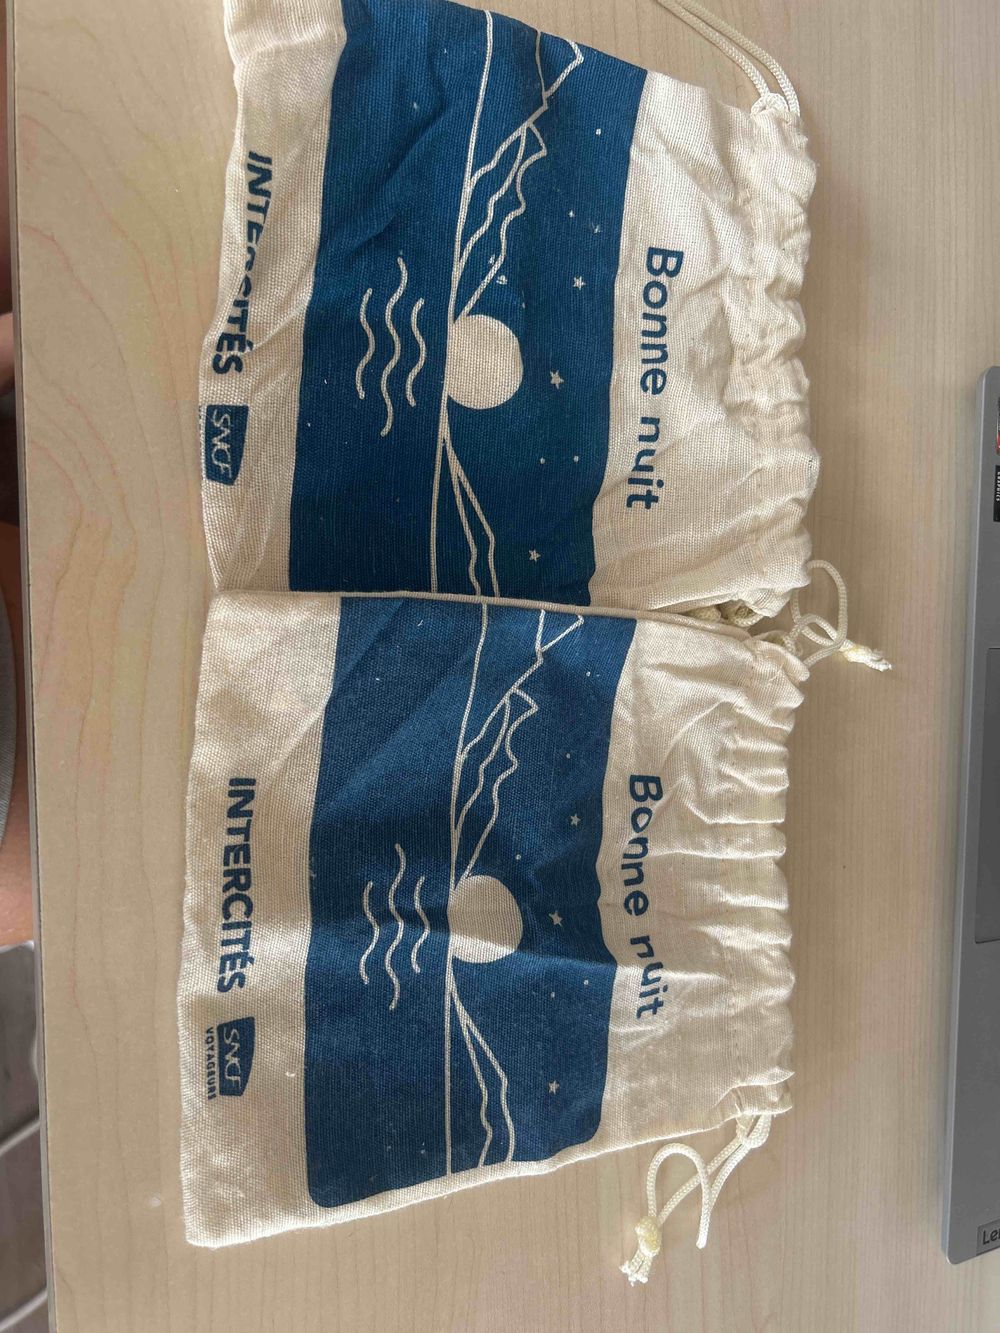 Bonne nuit
INTERCITÉS
SNCF
Bonne nuit
INTERCITÉS
SNCF
VOYAGEURS